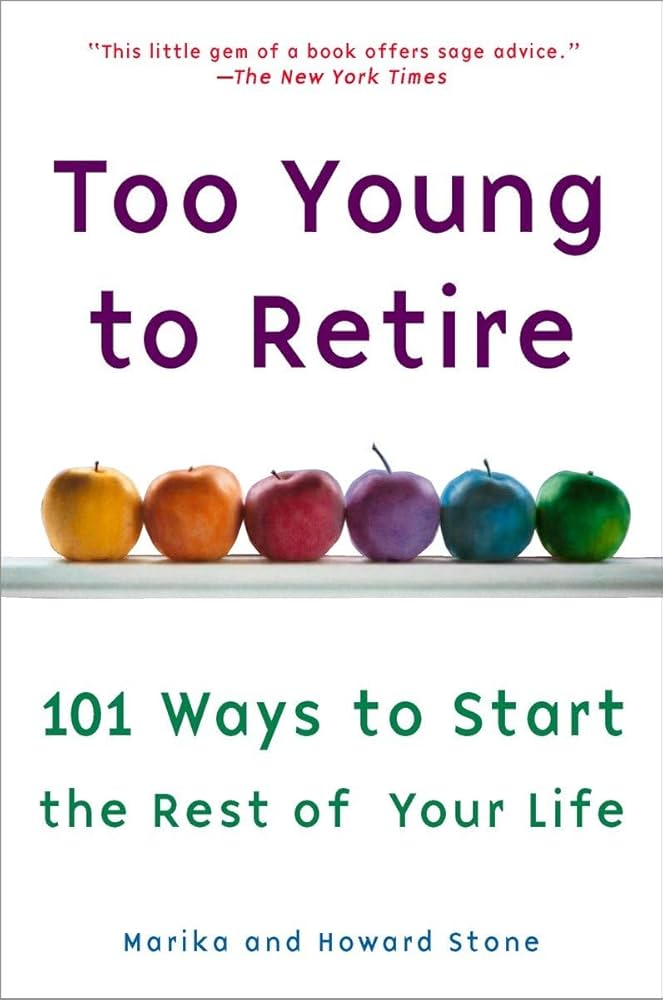 “This little gem of a book offers sage advice.”
—The New York Times
Too Young
to Retire
101 Ways to Start
the Rest of Your Life
Marika and Howard Stone